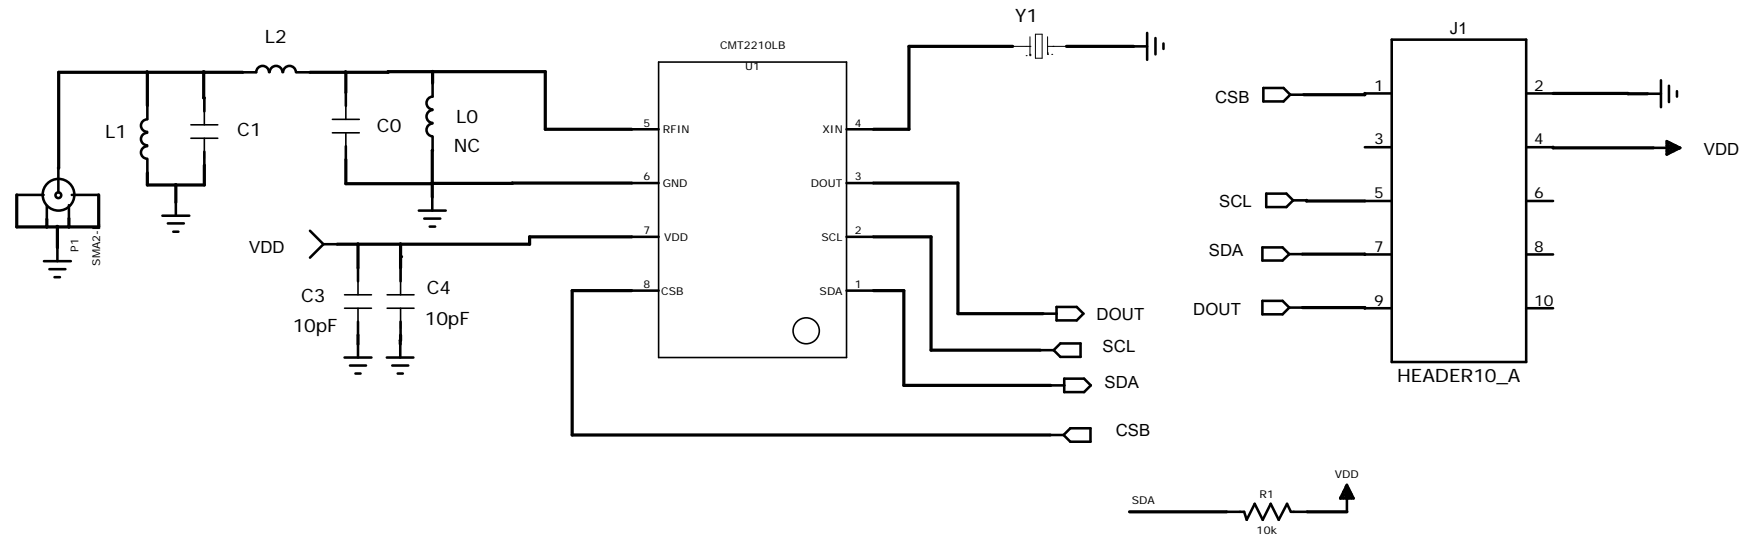 Y1
J1
L2
CMT2210LB
U1
CSB
1
2
L1
C1
C0
L0
NC
5
RFIN
XIN
4
3
4
VDD
6
GND
DOUT
3
SCL
5
6
P1
SMA2-
VDD
7
VDD
SCL
2
SDA
7
8
C3
10pF
C4
10pF
8
CSB
SDA
1
DOUT
9
10
DOUT
SCL
SDA
CSB
HEADER10_A
SDA
R1
10k
VDD